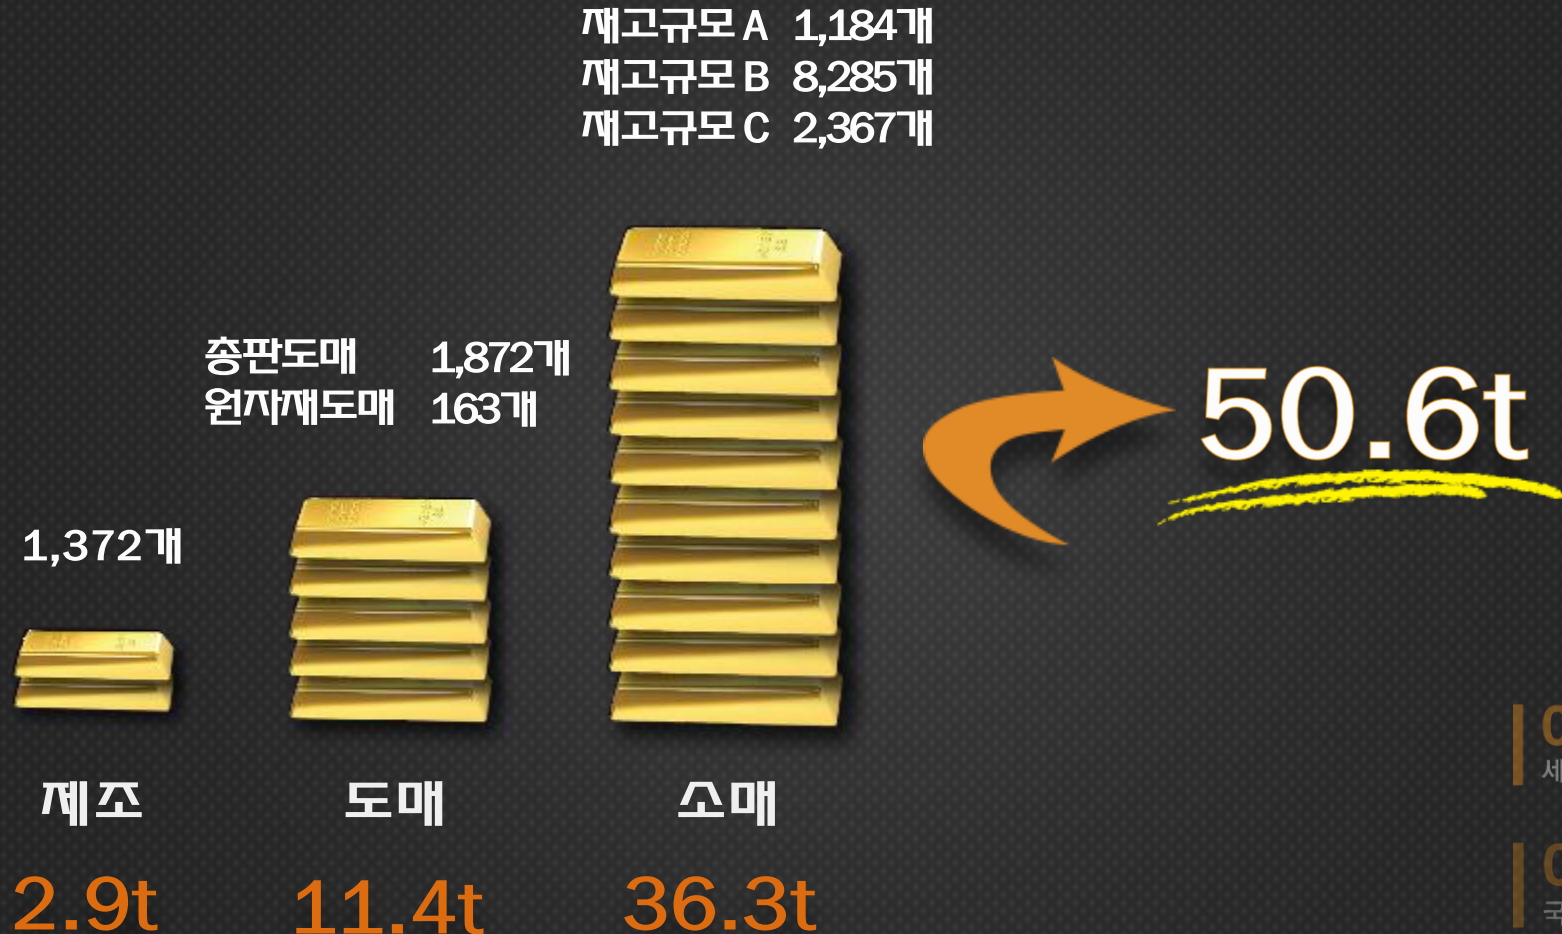 재고규모 A 1,184개
재고규모 B 8,285개
재고규모 C 2,367개
총판도매 1,872개
원자재도매 163개
50.6t
1,372개
제조
도매
소매
2.9t
11.4t
36.3t